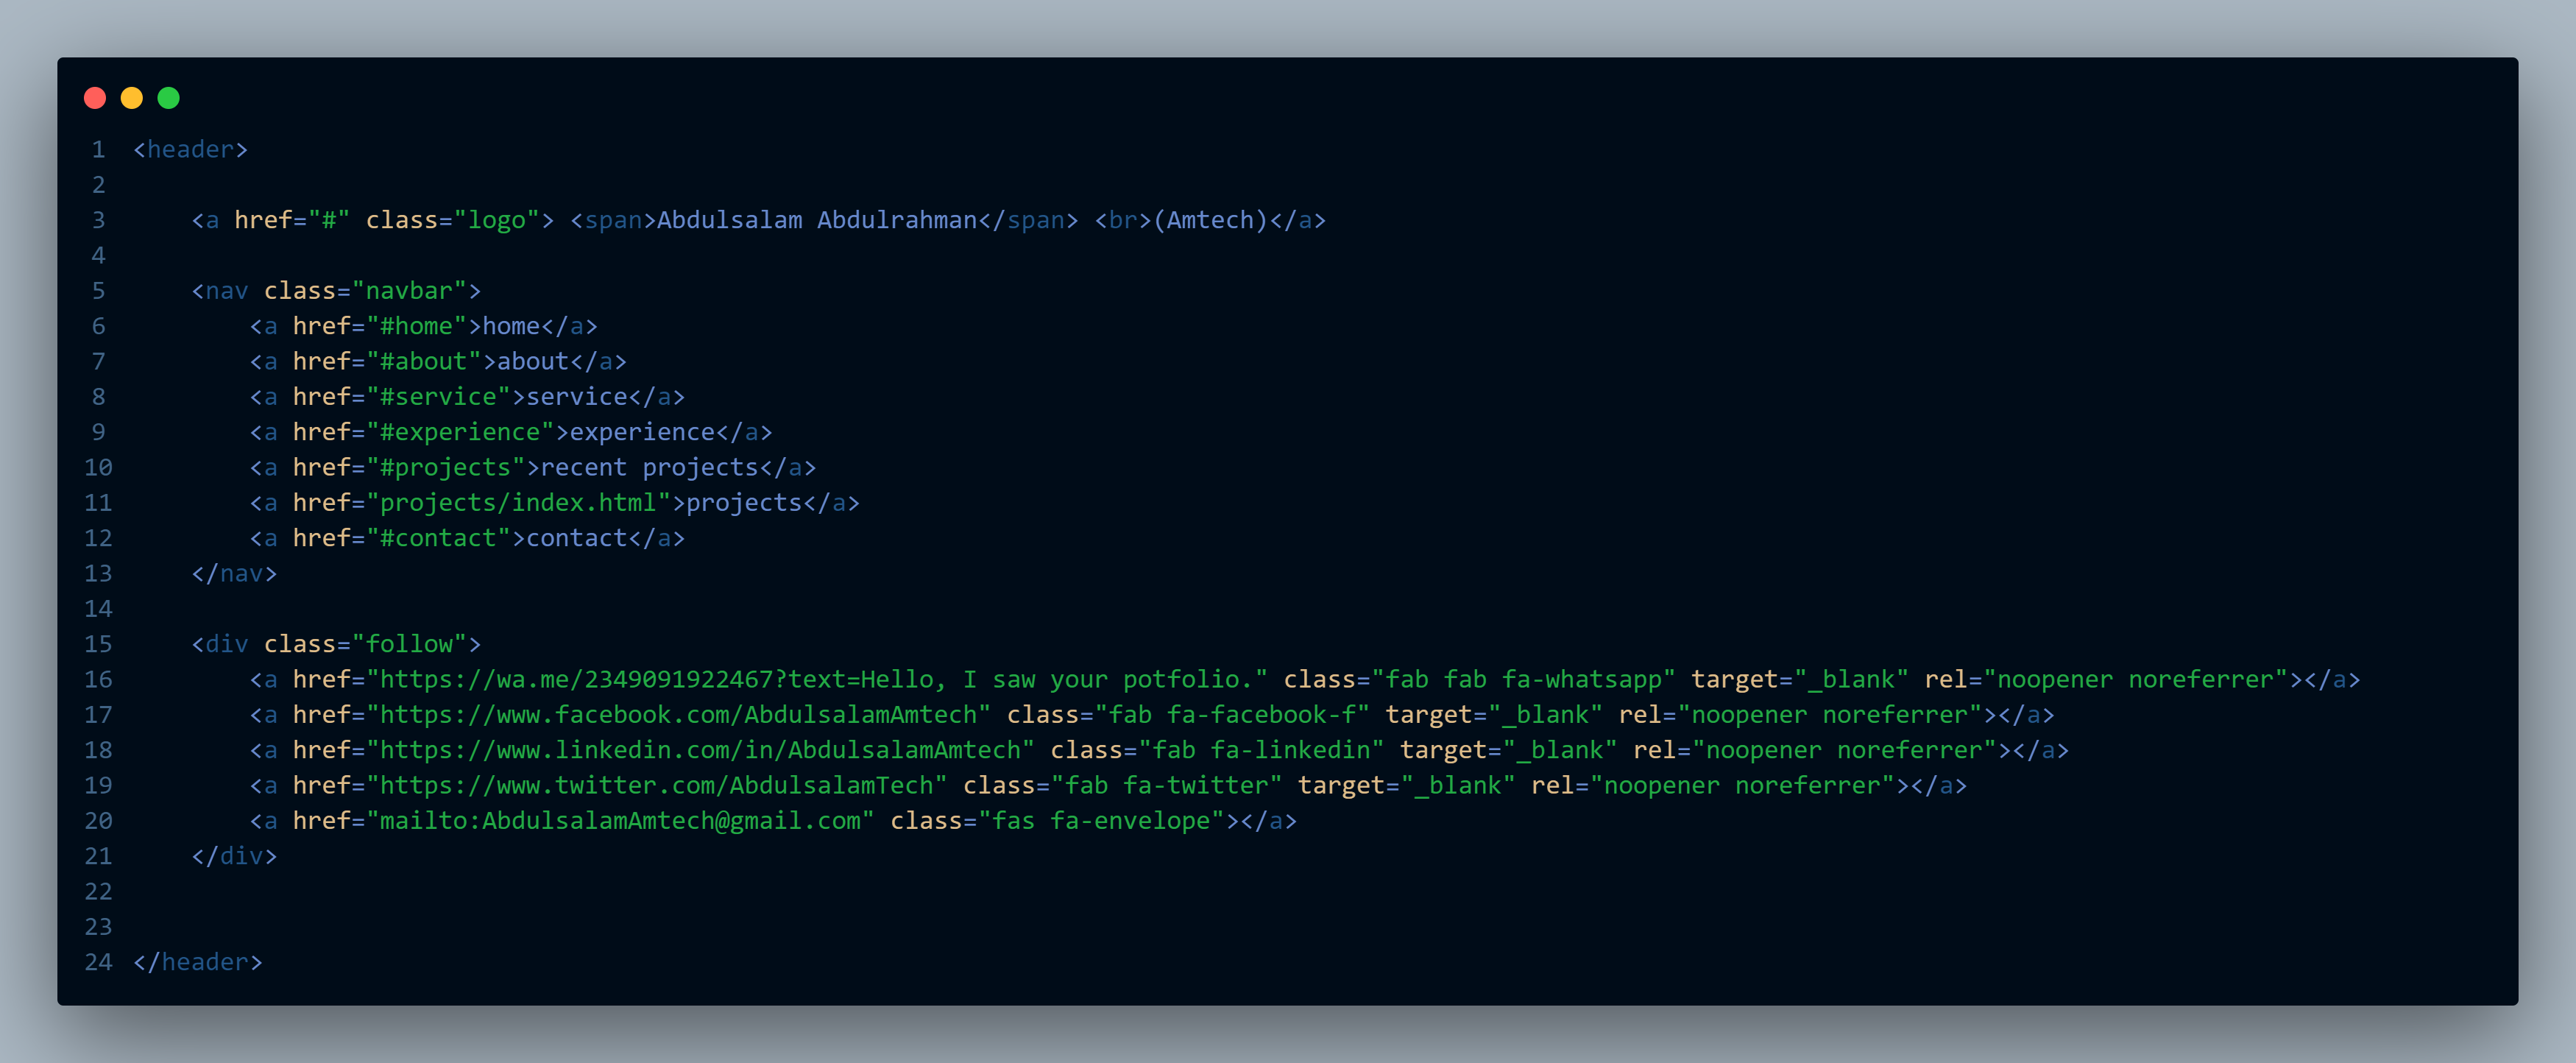 1 <header>
2
3     <a href="#" class="logo"> <span>Abdulsalam Abdulrahman</span> <br>(Amtech)</a>
4
5     <nav class="navbar">
6         <a href="#home">home</a>
7         <a href="#about">about</a>
8         <a href="#service">service</a>
9         <a href="#experience">experience</a>
10         <a href="#projects">recent projects</a>
11         <a href="projects/index.html">projects</a>
12         <a href="#contact">contact</a>
13     </nav>
14
15     <div class="follow">
16         <a href="https://wa.me/2349091922467?text=Hello, I saw your potfolio." class="fab fab fa-whatsapp" target="_blank" rel="noopener noreferrer"></a>
17         <a href="https://www.facebook.com/AbdulsalamAmtech" class="fab fa-facebook-f" target="_blank" rel="noopener noreferrer"></a>
18         <a href="https://www.linkedin.com/in/AbdulsalamAmtech" class="fab fa-linkedin" target="_blank" rel="noopener noreferrer"></a>
19         <a href="https://www.twitter.com/AbdulsalamTech" class="fab fa-twitter" target="_blank" rel="noopener noreferrer"></a>
20         <a href="mailto:AbdulsalamAmtech@gmail.com" class="fas fa-envelope"></a>
21     </div>
22
23
24 </header>